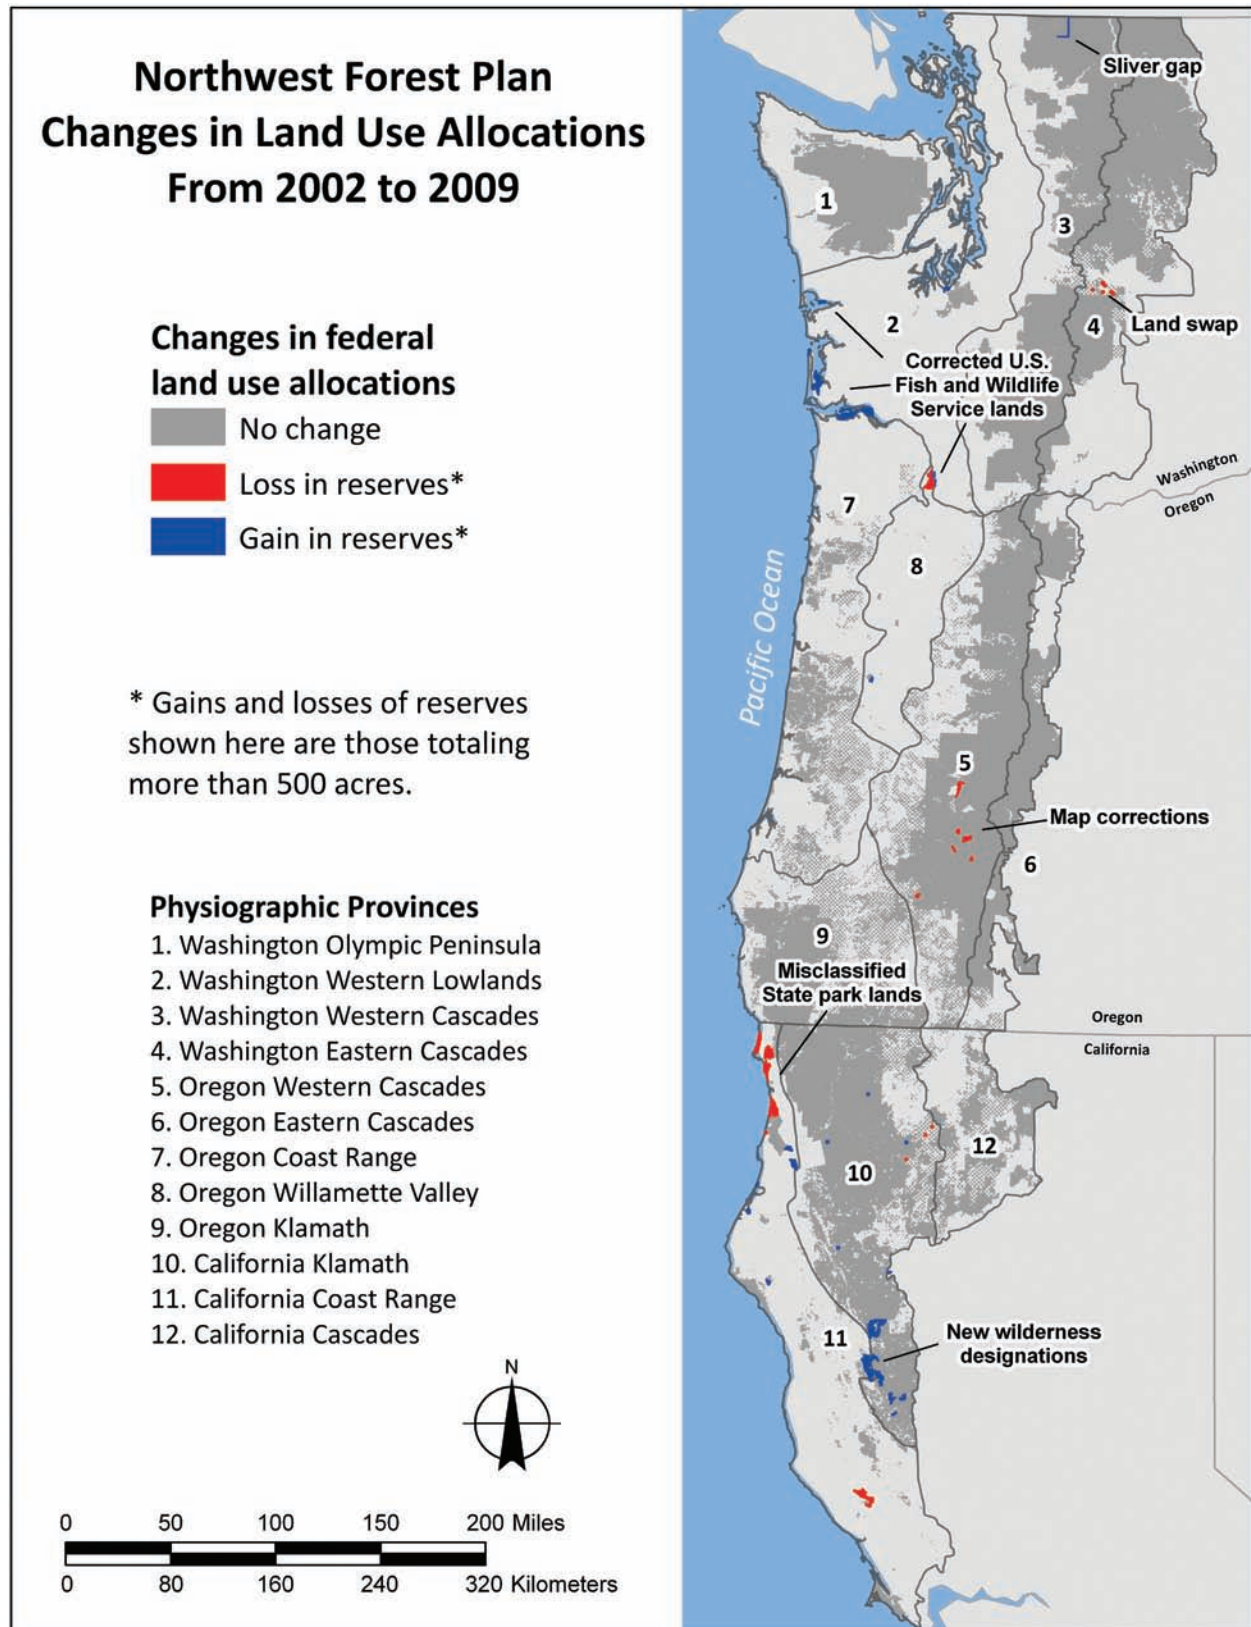 Northwest Forest Plan
Changes in Land Use Allocations
From 2002 to 2009
Changes in federal
land use allocations
No change
Loss in reserves*
Gain in reserves*
* Gains and losses of reserves
shown here are those totaling
more than 500 acres.
Physiographic Provinces
1. Washington Olympic Peninsula
2. Washington Western Lowlands
3. Washington Western Cascades
4. Washington Eastern Cascades
5. Oregon Western Cascades
6. Oregon Eastern Cascades
7. Oregon Coast Range
8. Oregon Willamette Valley
9. Oregon Klamath
10. California Klamath
11. California Coast Range
12. California Cascades
N
0 50 100 150 200 Miles
0 80 160 240 320 Kilometers
Sliver gap
1
3
2
4
Land swap
Corrected U.S.
Fish and Wildlife
Service lands
Washington
Oregon
7
8
Pacific Ocean
5
Map corrections
6
9
Misclassified
State park lands
Oregon
California
12
10
11
New wilderness
designations